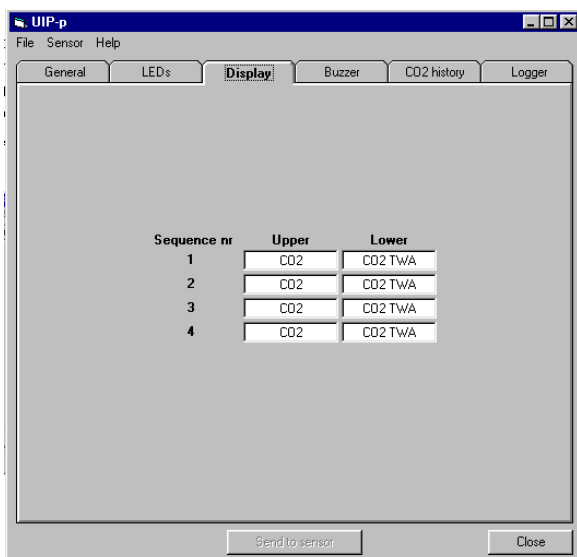 UIP-p
File Sensor Help
General LEDs Display Buzzer CO2 history Logger
Sequence nr Upper Lower
1 CO2 CO2 TWA
2 CO2 CO2 TWA
3 CO2 CO2 TWA
4 CO2 CO2 TWA
Send to sensor Close